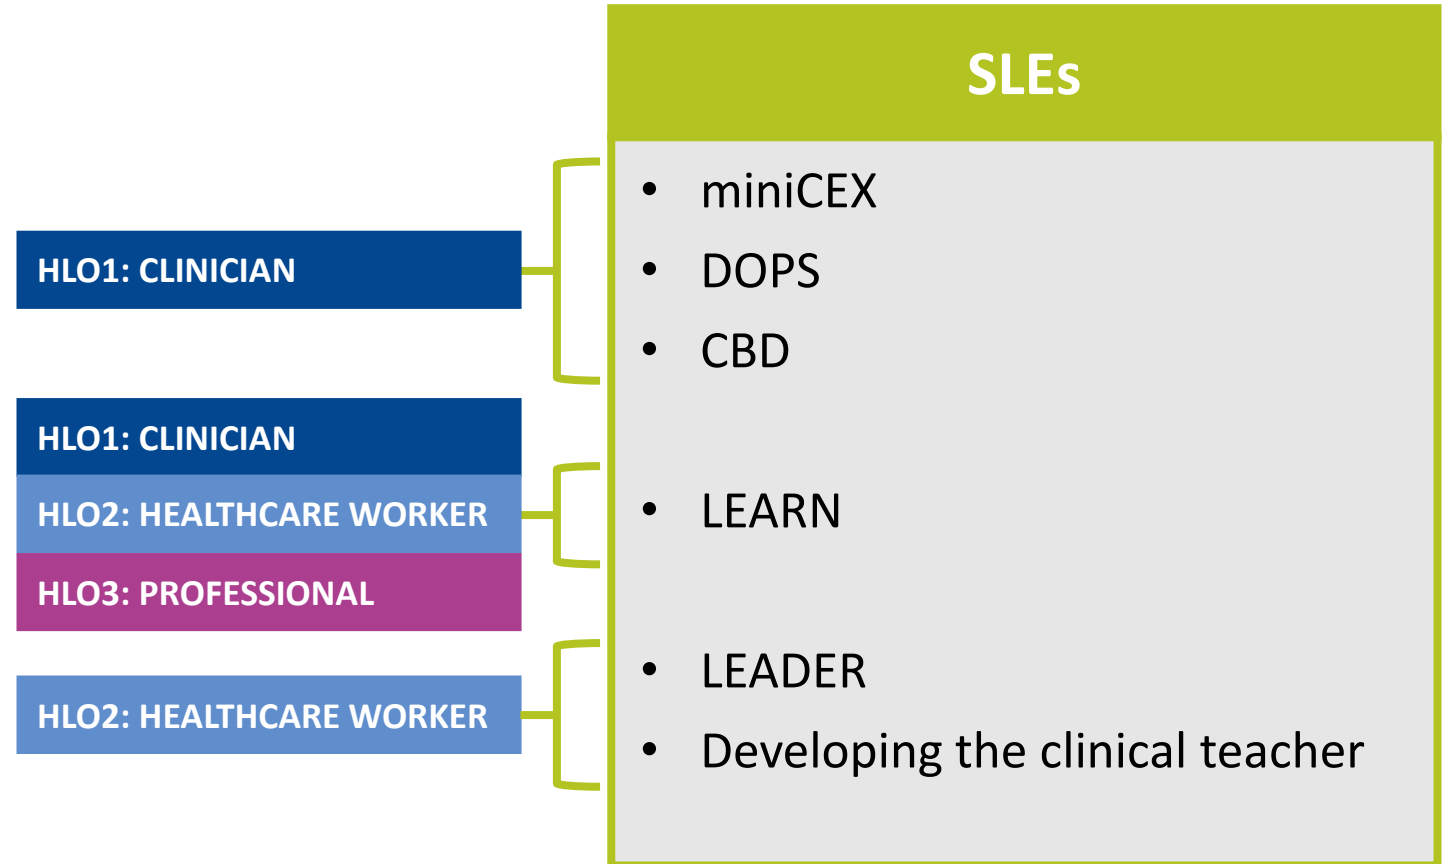 SLEs
HLO1: CLINICIAN
• miniCEX
• DOPS
• CBD
HLO1: CLINICIAN
HLO2: HEALTHCARE WORKER
HLO3: PROFESSIONAL
• LEARN
HLO2: HEALTHCARE WORKER
• LEADER
• Developing the clinical teacher